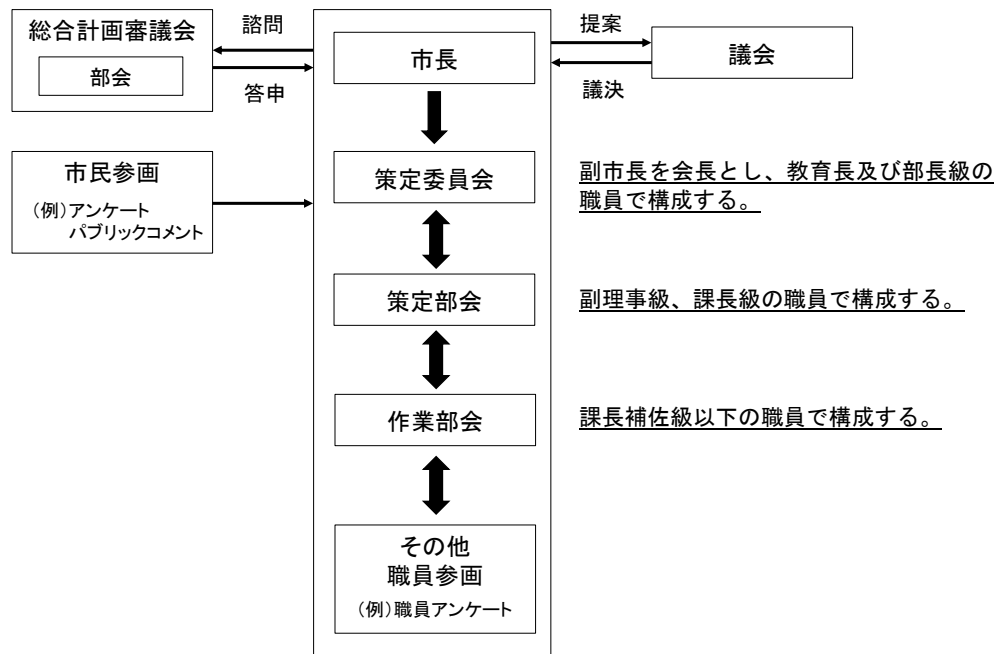 総合計画審議会
部会
諮問
答申
市長
提案
議決
議会
市民参画
（例）アンケート
パブリックコメント
策定委員会
副市長を会長とし、教育長及び部長級の
職員で構成する。
策定部会
副理事級、課長級の職員で構成する。
作業部会
課長補佐級以下の職員で構成する。
その他
職員参画
（例）職員アンケート